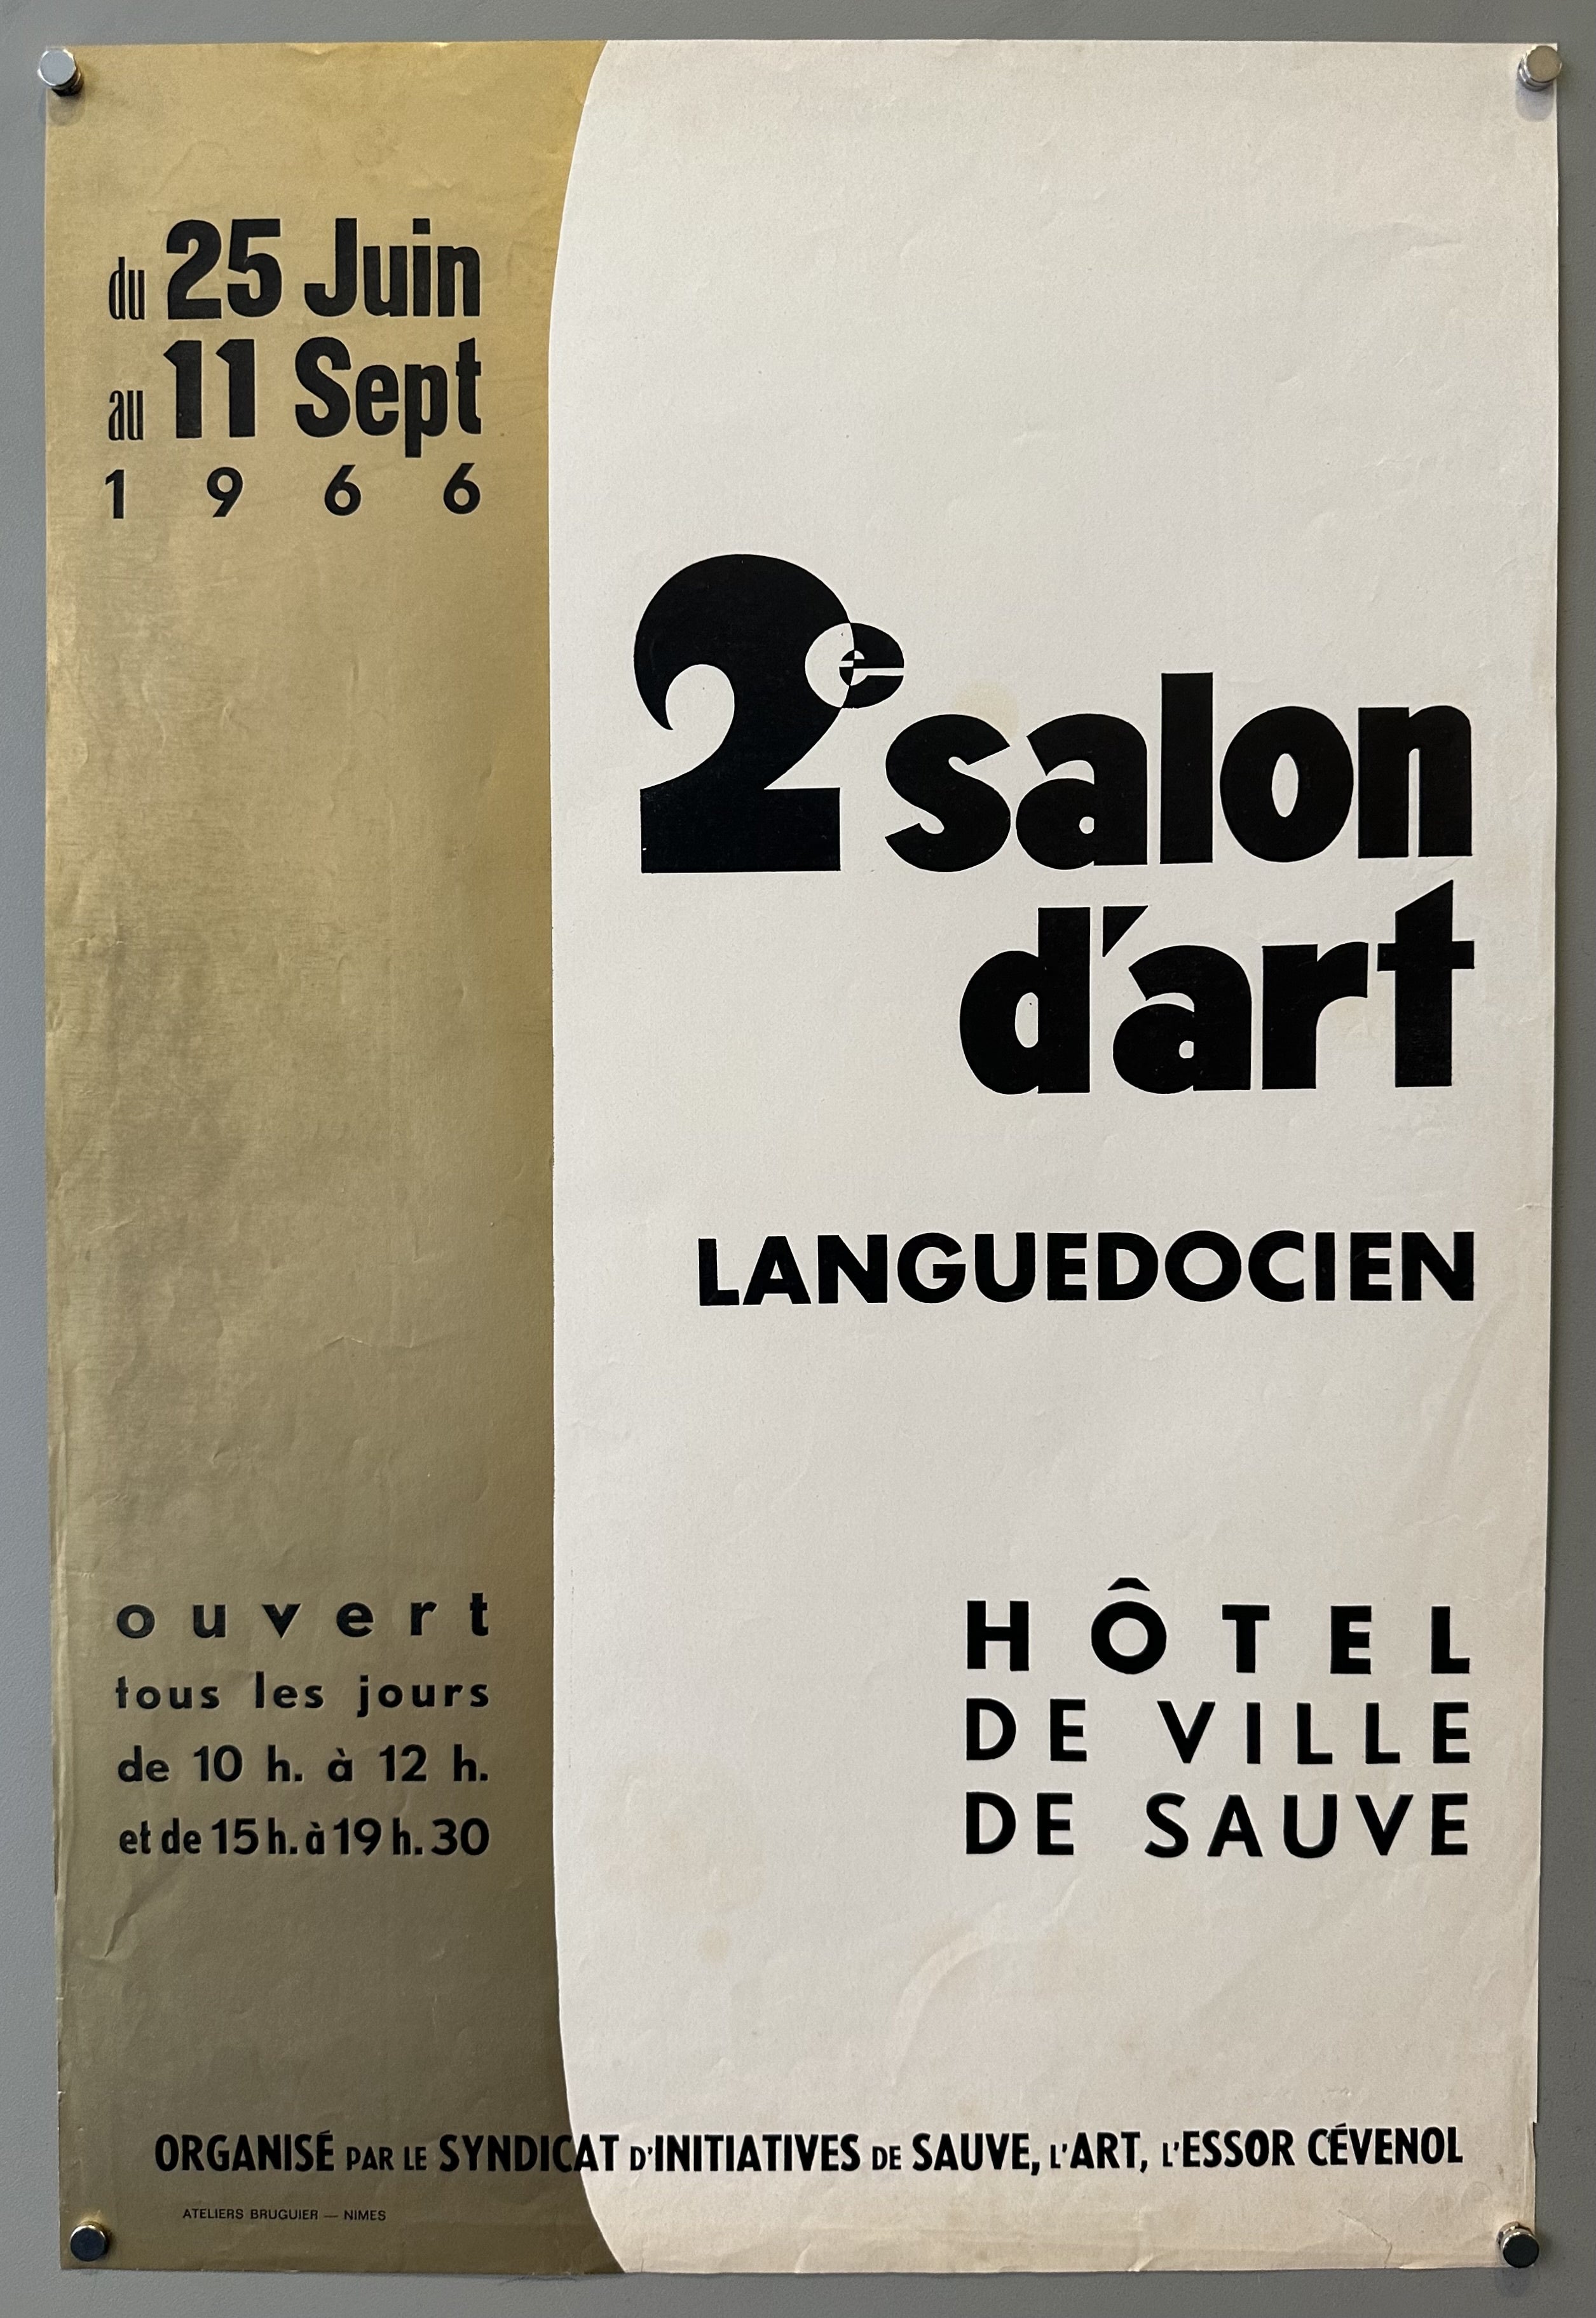 du 25 Juin
au 11 Sept
1966
2e salon
d'art
LANGUEDOCIEN
ouvert
tous les jours
de 10 h. à 12 h.
et de 15 h. à 19 h. 30
HÔTEL
DE VILLE
DE SAUVE
ORGANISÉ PAR LE SYNDICAT D'INITIATIVES DE SAUVE, L'ART, L'ESSOR CÉVENOL
ATELIERS BRUGUIER — NIMES